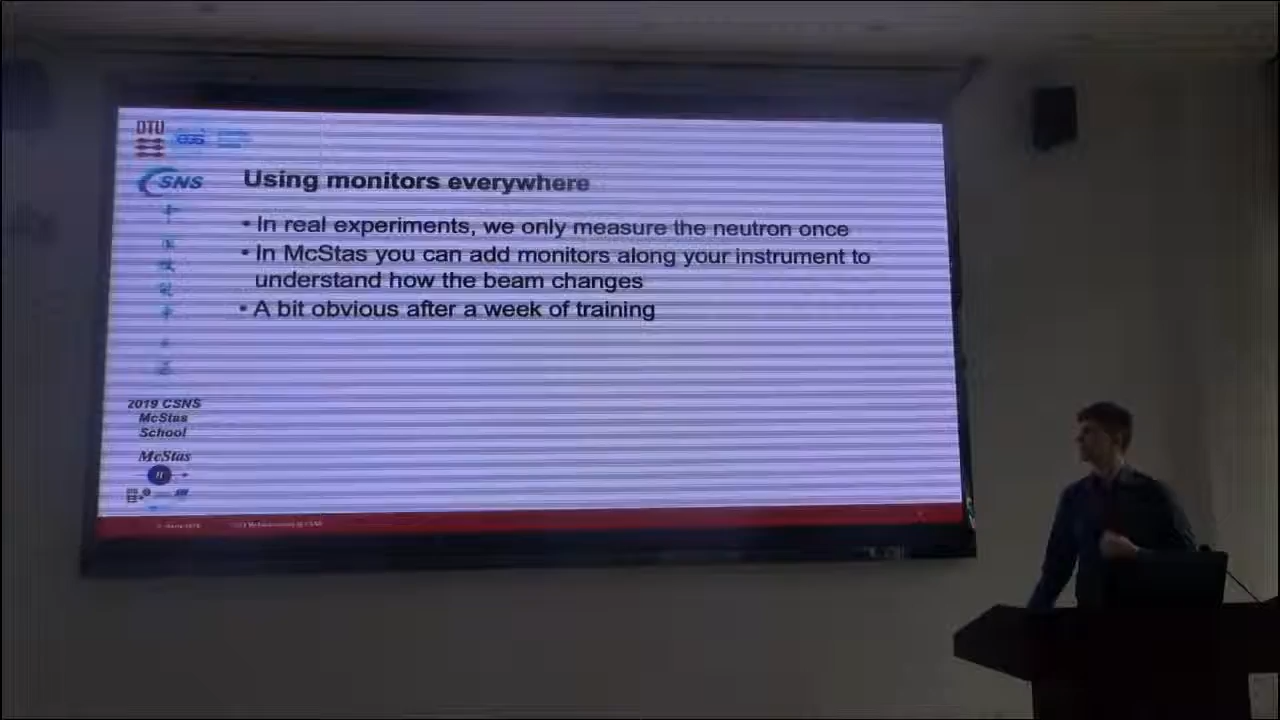 DTU
ess
CSNS
Using monitors everywhere
• In real experiments, we only measure the neutron once
• In McStas you can add monitors along your instrument to
understand how the beam changes
• A bit obvious after a week of training
2019 CSNS
McStas
School
McStas